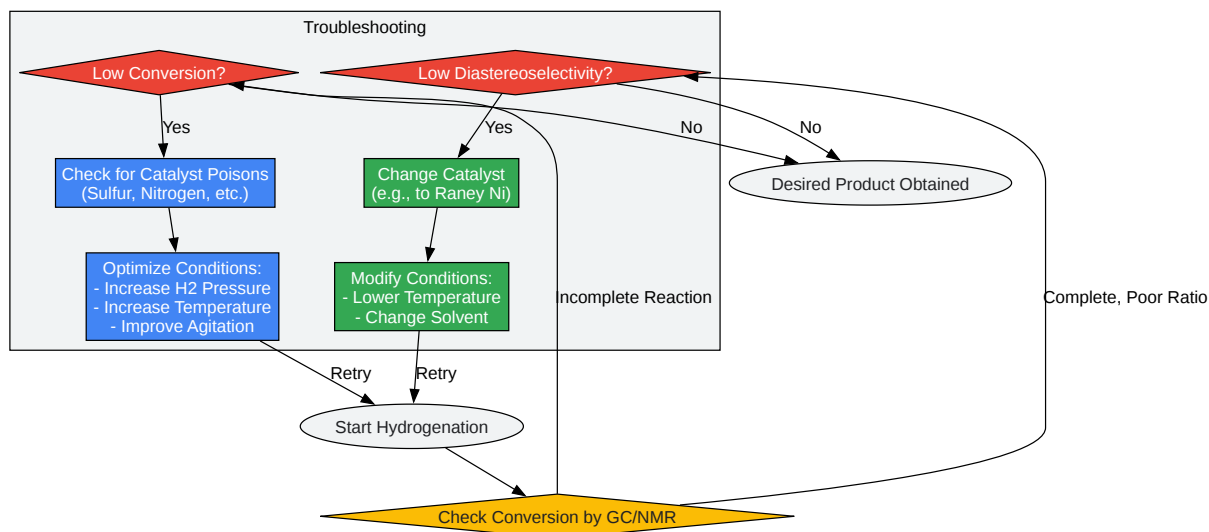 Troubleshooting
Low Conversion?
Low Diastereoselectivity?
Yes
Yes
No
No
Check for Catalyst Poisons
(Sulfur, Nitrogen, etc.)
Change Catalyst
(e.g., to Raney Ni)
Desired Product Obtained
Optimize Conditions:
- Increase H2 Pressure
- Increase Temperature
- Improve Agitation
Modify Conditions:
- Lower Temperature
- Change Solvent
Incomplete Reaction
Complete, Poor Ratio
Retry
Retry
Start Hydrogenation
Check Conversion by GC/NMR